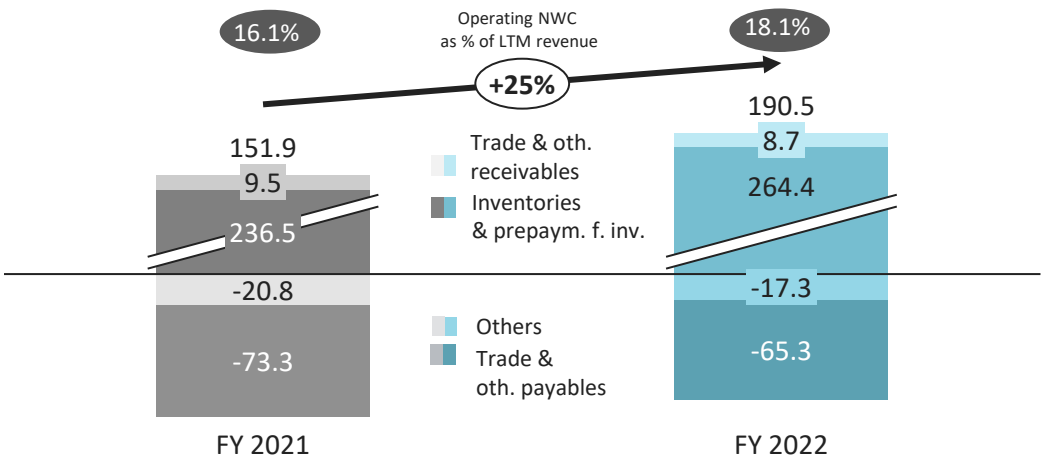 16.1%
Operating NWC
as % of LTM revenue
18.1%
+25%
151.9
190.5
9.5
236.5
-20.8
-73.3
Trade & oth.
receivables
Inventories
& prepaym. f. inv.
Others
Trade &
oth. payables
8.7
264.4
-17.3
-65.3
FY 2021
FY 2022